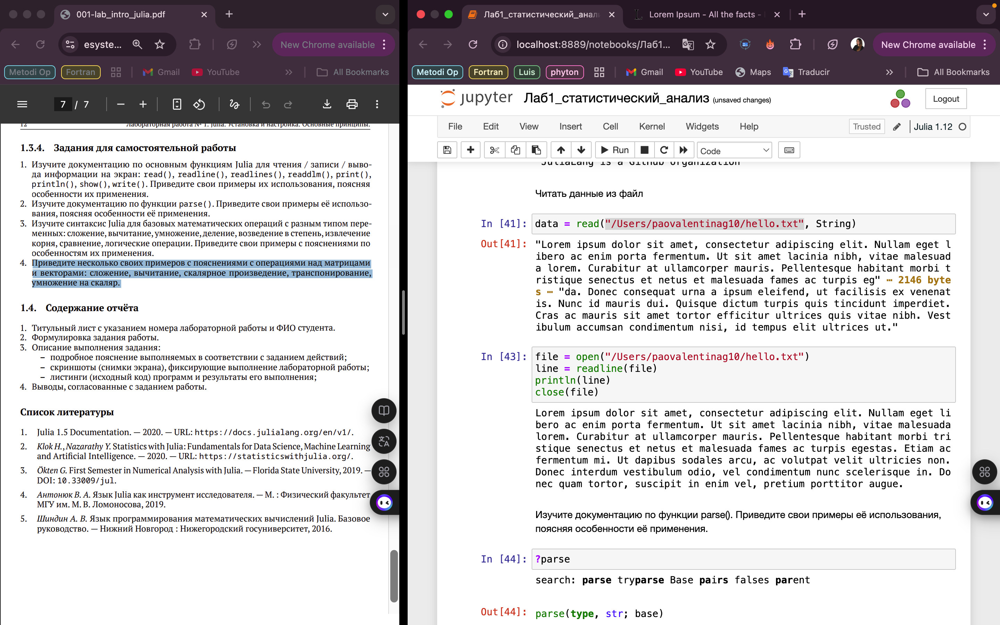 001-lab_intro_julia.pdf
esyste...
New Chrome available
Metodi Op
Fortran
Gmail
YouTube
All Bookmarks
7 / 7
12 Лабораторная работа № 1. Julia. Установка и настройка. Основные принципы.
1.3.4. Задания для самостоятельной работы
1. Изучите документацию по основным функциям Julia для чтения / записи / выво-
да информации на экран: read(), readline(), readlines(), readdlm(), print(),
println(), show(), write(). Приведите свои примеры их использования, поясняя
особенности их применения.
2. Изучите документацию по функции parse(). Приведите свои примеры её использо-
вания, поясняя особенности её применения.
3. Изучите синтаксис Julia для базовых математических операций с разным типом пере-
менных: сложение, вычитание, умножение, деление, возведение в степень, извлечение
корня, сравнение, логические операции. Приведите свои примеры с пояснениями по
особенностям их применения.
4. Приведите несколько своих примеров с пояснениями с операциями над матрицами
и векторами: сложение, вычитание, скалярное произведение, транспонирование,
умножение на скаляр.
1.4. Содержание отчёта
1. Титульный лист с указанием номера лабораторной работы и ФИО студента.
2. Формулировка задания работы.
3. Описание выполнения задания:
– подробное пояснение выполняемых в соответствии с заданием действий;
– скриншоты (снимки экрана), фиксирующие выполнение лабораторной работы;
– листинги (исходный код) программ и результаты его выполнения;
4. Выводы, согласованные с заданием работы.
Список литературы
1. Julia 1.5 Documentation. — 2020. — URL: https://docs.julialang.org/en/v1/.
2. Klok H., Nazarathy Y. Statistics with Julia: Fundamentals for Data Science, Machine Learning
and Artificial Intelligence. — 2020. — URL: https://statisticswithjulia.org/.
3. Ökten G. First Semester in Numerical Analysis with Julia. — Florida State University, 2019. —
DOI: 10.33009/jul.
4. Антонюк В. А. Язык Julia как инструмент исследователя. — М. : Физический факультет
МГУ им. М. В. Ломоносова, 2019.
5. Шиндин А. В. Язык программирования математических вычислений Julia. Базовое
руководство. — Нижний Новгород : Нижегородский госуниверситет, 2016.
Лаб1_статистический_анал
Lorem Ipsum - All the facts -
localhost:8889/notebooks/Лаб1...
New Chrome available
Metodi Op
Fortran
Luis
phyton
Gmail
YouTube
Maps
Traducir
All Bookmarks
jupyter Лаб1_статистический_анализ (unsaved changes)
Logout
File Edit View Insert Cell Kernel Widgets Help
Trusted
Julia 1.12
Run
Code
JuliaLang is a GitHub organization
Читать данные из файл
In [41]: data = read("/Users/paovalentinag10/hello.txt", String)
Out[41]: "Lorem ipsum dolor sit amet, consectetur adipiscing elit. Nullam eget l
ibero ac enim porta fermentum. Ut sit amet lacinia nibh, vitae malesuad
a lorem. Curabitur at ullamcorper mauris. Pellentesque habitant morbi t
ristique senectus et netus et malesuada fames ac turpis eg" ⋯ 2146 byte
s ⋯ "da. Donec consequat urna a ipsum eleifend, ut facilisis ex venenat
is. Nunc id mauris dui. Quisque dictum turpis quis tincidunt imperdiet.
Cras ac mauris sit amet tortor efficitur ultrices quis vitae nibh. Vest
ibulum accumsan condimentum nisi, id tempus elit ultrices ut."
In [43]: file = open("/Users/paovalentinag10/hello.txt")
line = readline(file)
println(line)
close(file)
Lorem ipsum dolor sit amet, consectetur adipiscing elit. Nullam eget li
bero ac enim porta fermentum. Ut sit amet lacinia nibh, vitae malesuada
lorem. Curabitur at ullamcorper mauris. Pellentesque habitant morbi tri
stique senectus et netus et malesuada fames ac turpis egestas. Etiam ac
fermentum mi. Ut dapibus sodales arcu, ac volutpat velit ultricies non.
Donec interdum vestibulum odio, vel condimentum nunc scelerisque in. Do
nec quam tortor, suscipit in enim vel, pretium porttitor augue.
Изучите документацию по функции parse(). Приведите свои примеры её использования,
поясняя особенности её применения.
In [44]: ?parse
search: parse tryparse Base pairs falses parent
Out[44]: parse(type, str; base)